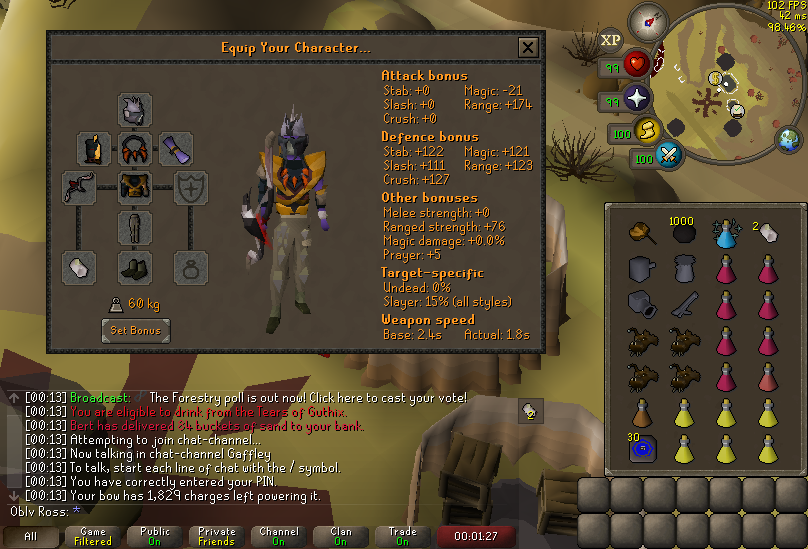 102 FPS
42 ms
98.46%
Equip Your Character...
XP
99
99
100
100
Attack bonus
Stab: +0 Magic: -21
Slash: +0 Range: +174
Crush: +0
Defence bonus
Stab: +122 Magic: +121
Slash: +111 Range: +123
Crush: +127
Other bonuses
Melee strength: +0
Ranged strength: +76
Magic damage: +0.0%
Prayer: +5
Target-specific
Undead: 0%
Slayer: 15% (all styles)
Weapon speed
Base: 2.4s Actual: 1.8s
60 kg
Set Bonus
1000
2
30
5
[00:13] Broadcast: The Forestry poll is out now! Click here to cast your vote!
[00:13] You are eligible to drink from the Tears of Guthix.
[00:13] Bert has delivered 84 buckets of sand to your bank.
[00:13] Attempting to join chat-channel...
[00:13] Now talking in chat-channel Gaffley
[00:13] To talk, start each line of chat with the / symbol.
[00:13] You have correctly entered your PIN.
[00:13] Your bow has 1,829 charges left powering it.
Oblv Ross: *
All
Game
Filtered
Public
On
Private
Friends
Channel
On
Clan
On
Trade
On
00:01:27